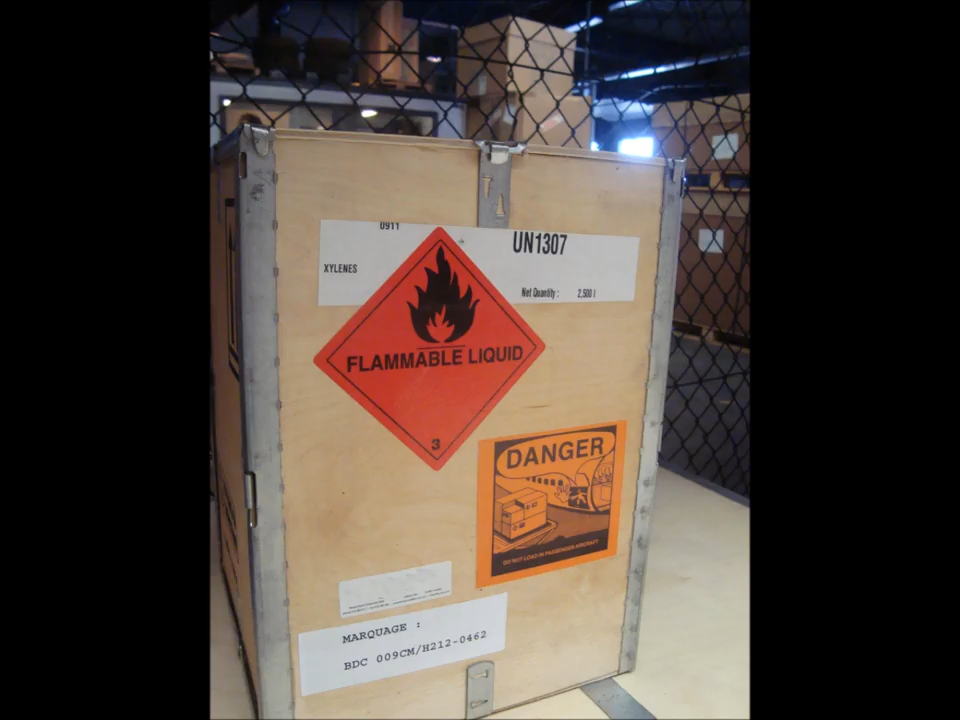 0911
UN1307
XYLENES
Net Quantity : 2,500 l
FLAMMABLE LIQUID
3
DANGER
DO NOT LOAD IN PASSENGER AIRCRAFT
MARQUAGE :
BDC 009CM/H212-0462